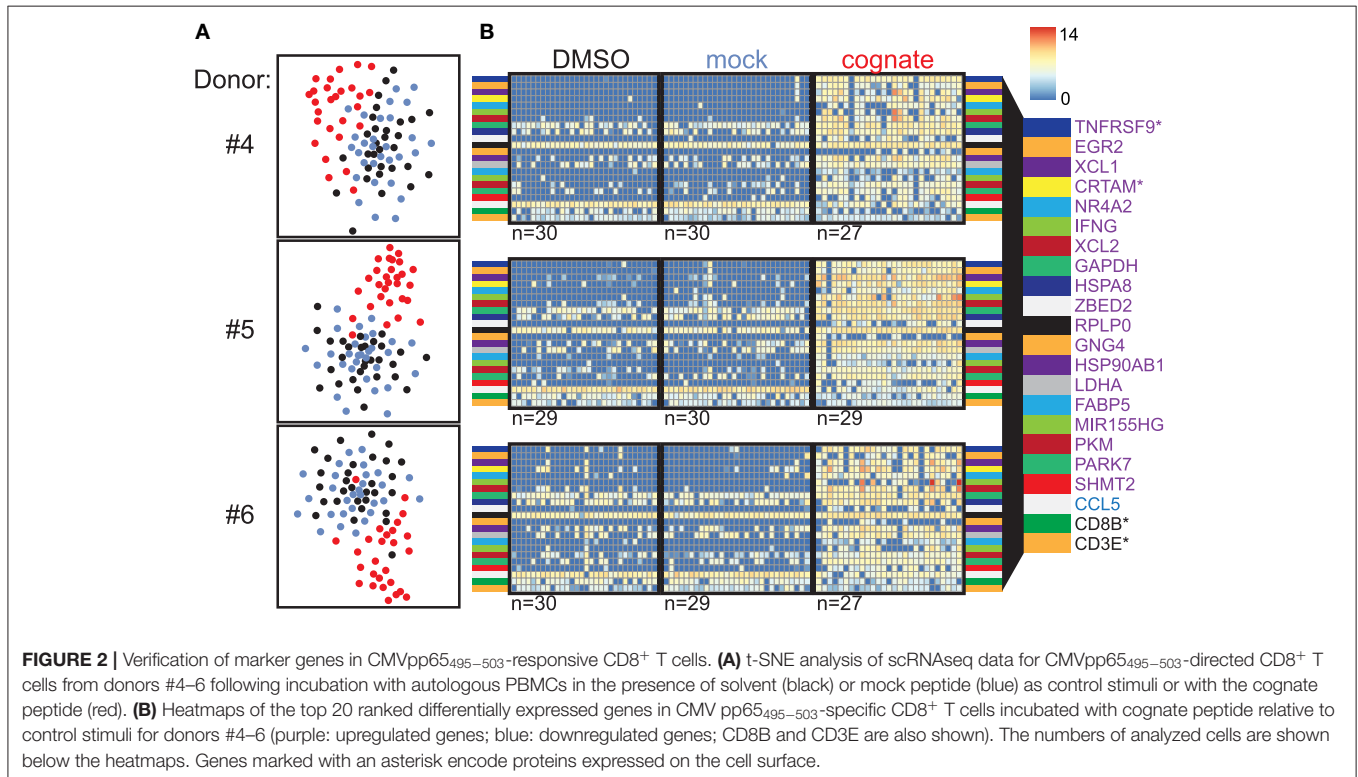 A
B
Donor:
#4
#5
#6
DMSO
mock
cognate
n=30
n=30
n=27
n=29
n=30
n=29
n=30
n=29
n=27
14
0
TNFRSF9*
EGR2
XCL1
CRTAM*
NR4A2
IFNG
XCL2
GAPDH
HSPA8
ZBED2
RPLP0
GNG4
HSP90AB1
LDHA
FABP5
MIR155HG
PKM
PARK7
SHMT2
CCL5
CD8B*
CD3E*
FIGURE 2 | Verification of marker genes in CMVpp65495−503-responsive CD8+ T cells. (A) t-SNE analysis of scRNAseq data for CMVpp65495−503-directed CD8+ T
cells from donors #4–6 following incubation with autologous PBMCs in the presence of solvent (black) or mock peptide (blue) as control stimuli or with the cognate
peptide (red). (B) Heatmaps of the top 20 ranked differentially expressed genes in CMV pp65495−503-specific CD8+ T cells incubated with cognate peptide relative to
control stimuli for donors #4–6 (purple: upregulated genes; blue: downregulated genes; CD8B and CD3E are also shown). The numbers of analyzed cells are shown
below the heatmaps. Genes marked with an asterisk encode proteins expressed on the cell surface.